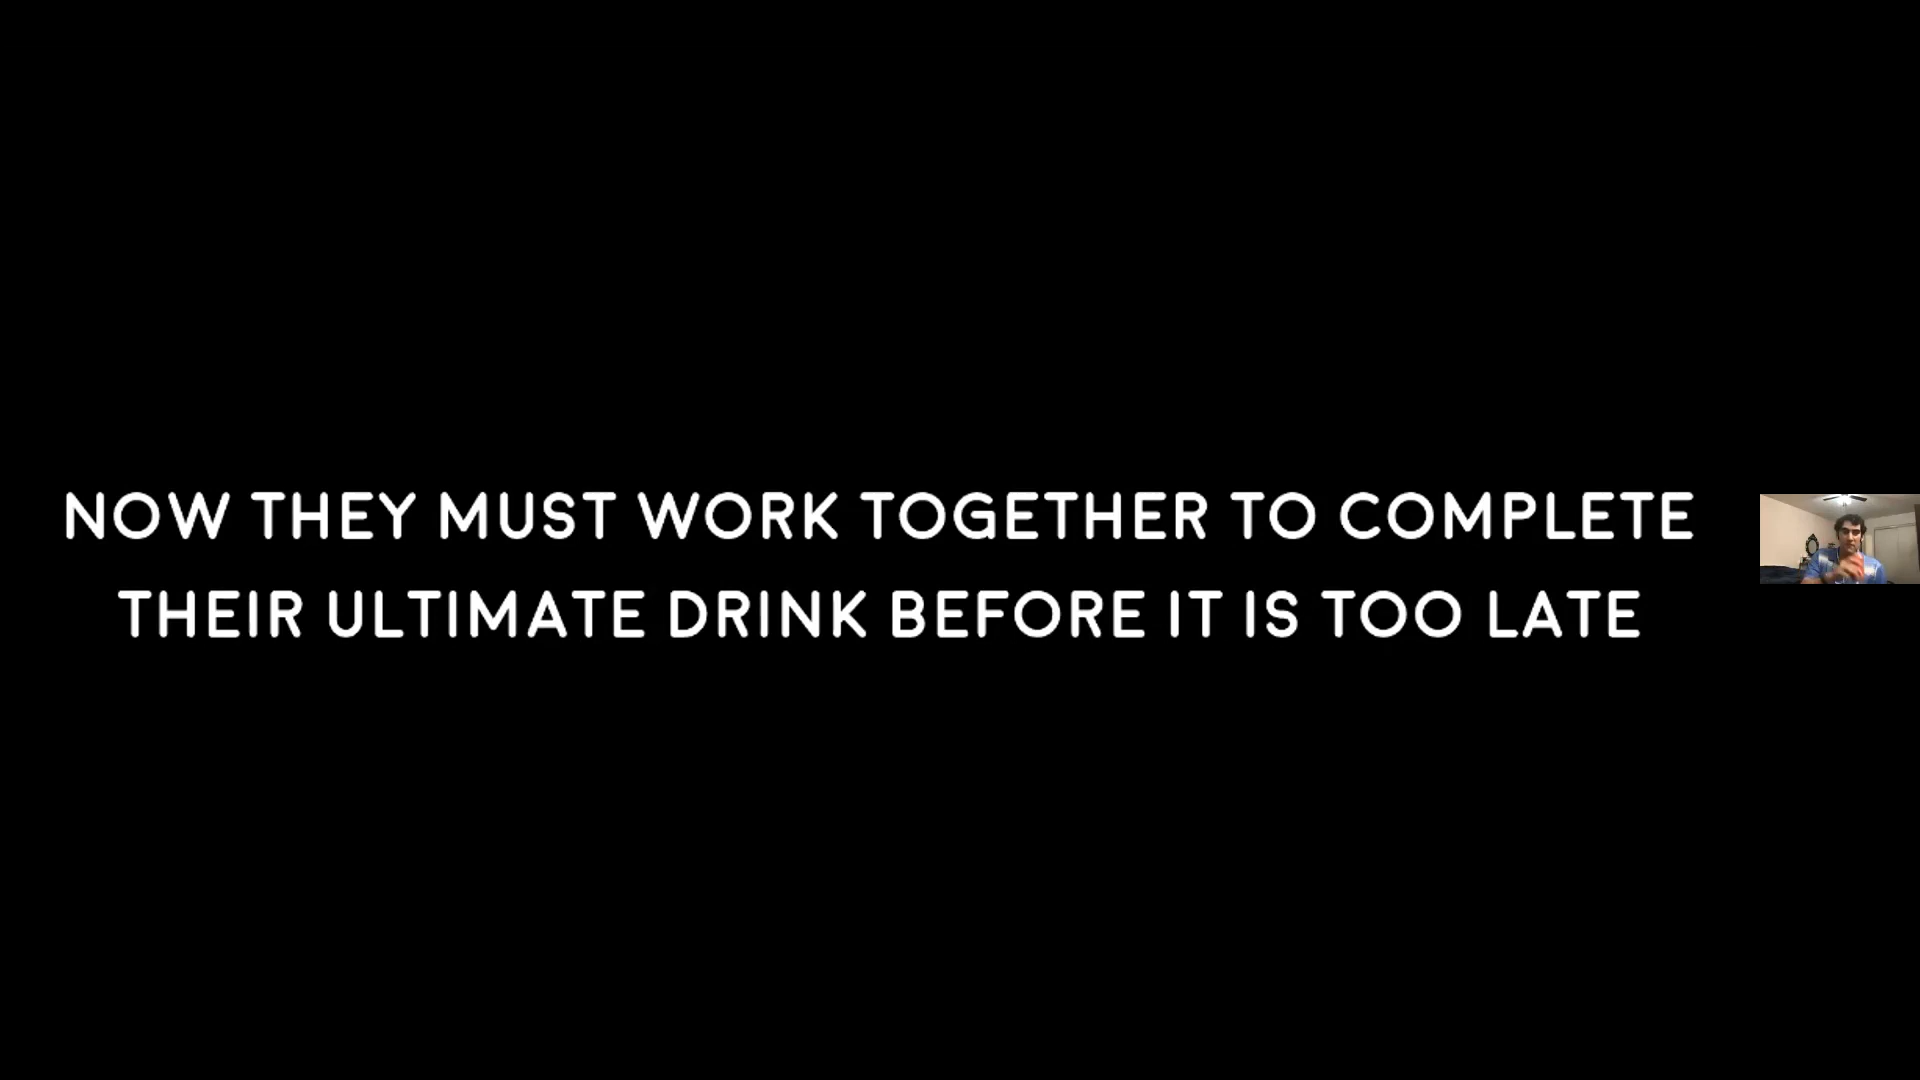 NOW THEY MUST WORK TOGETHER TO COMPLETE
THEIR ULTIMATE DRINK BEFORE IT IS TOO LATE